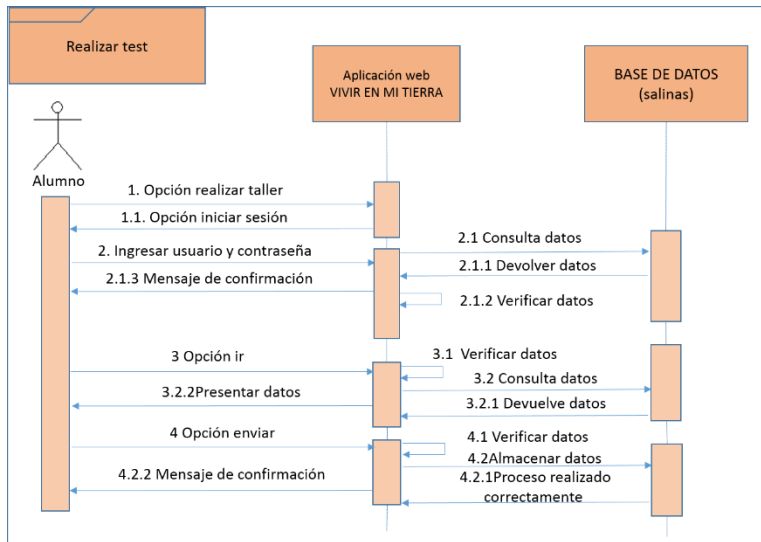 Realizar test
Aplicación web
VIVIR EN MI TIERRA
BASE DE DATOS
(salinas)
Alumno
1. Opción realizar taller
1.1. Opción iniciar sesión
2. Ingresar usuario y contraseña
2.1 Consulta datos
2.1.1 Devolver datos
2.1.3 Mensaje de confirmación
2.1.2 Verificar datos
3 Opción ir
3.1 Verificar datos
3.2 Consulta datos
3.2.2Presentar datos
3.2.1 Devuelve datos
4 Opción enviar
4.1 Verificar datos
4.2Almacenar datos
4.2.2 Mensaje de confirmación
4.2.1Proceso realizado
correctamente